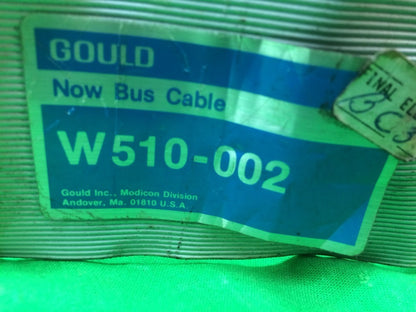 GOULD
Now Bus Cable
W510-002
Gould Inc., Modicon Division
Andover, Ma. 01810 U.S.A.
FINAL